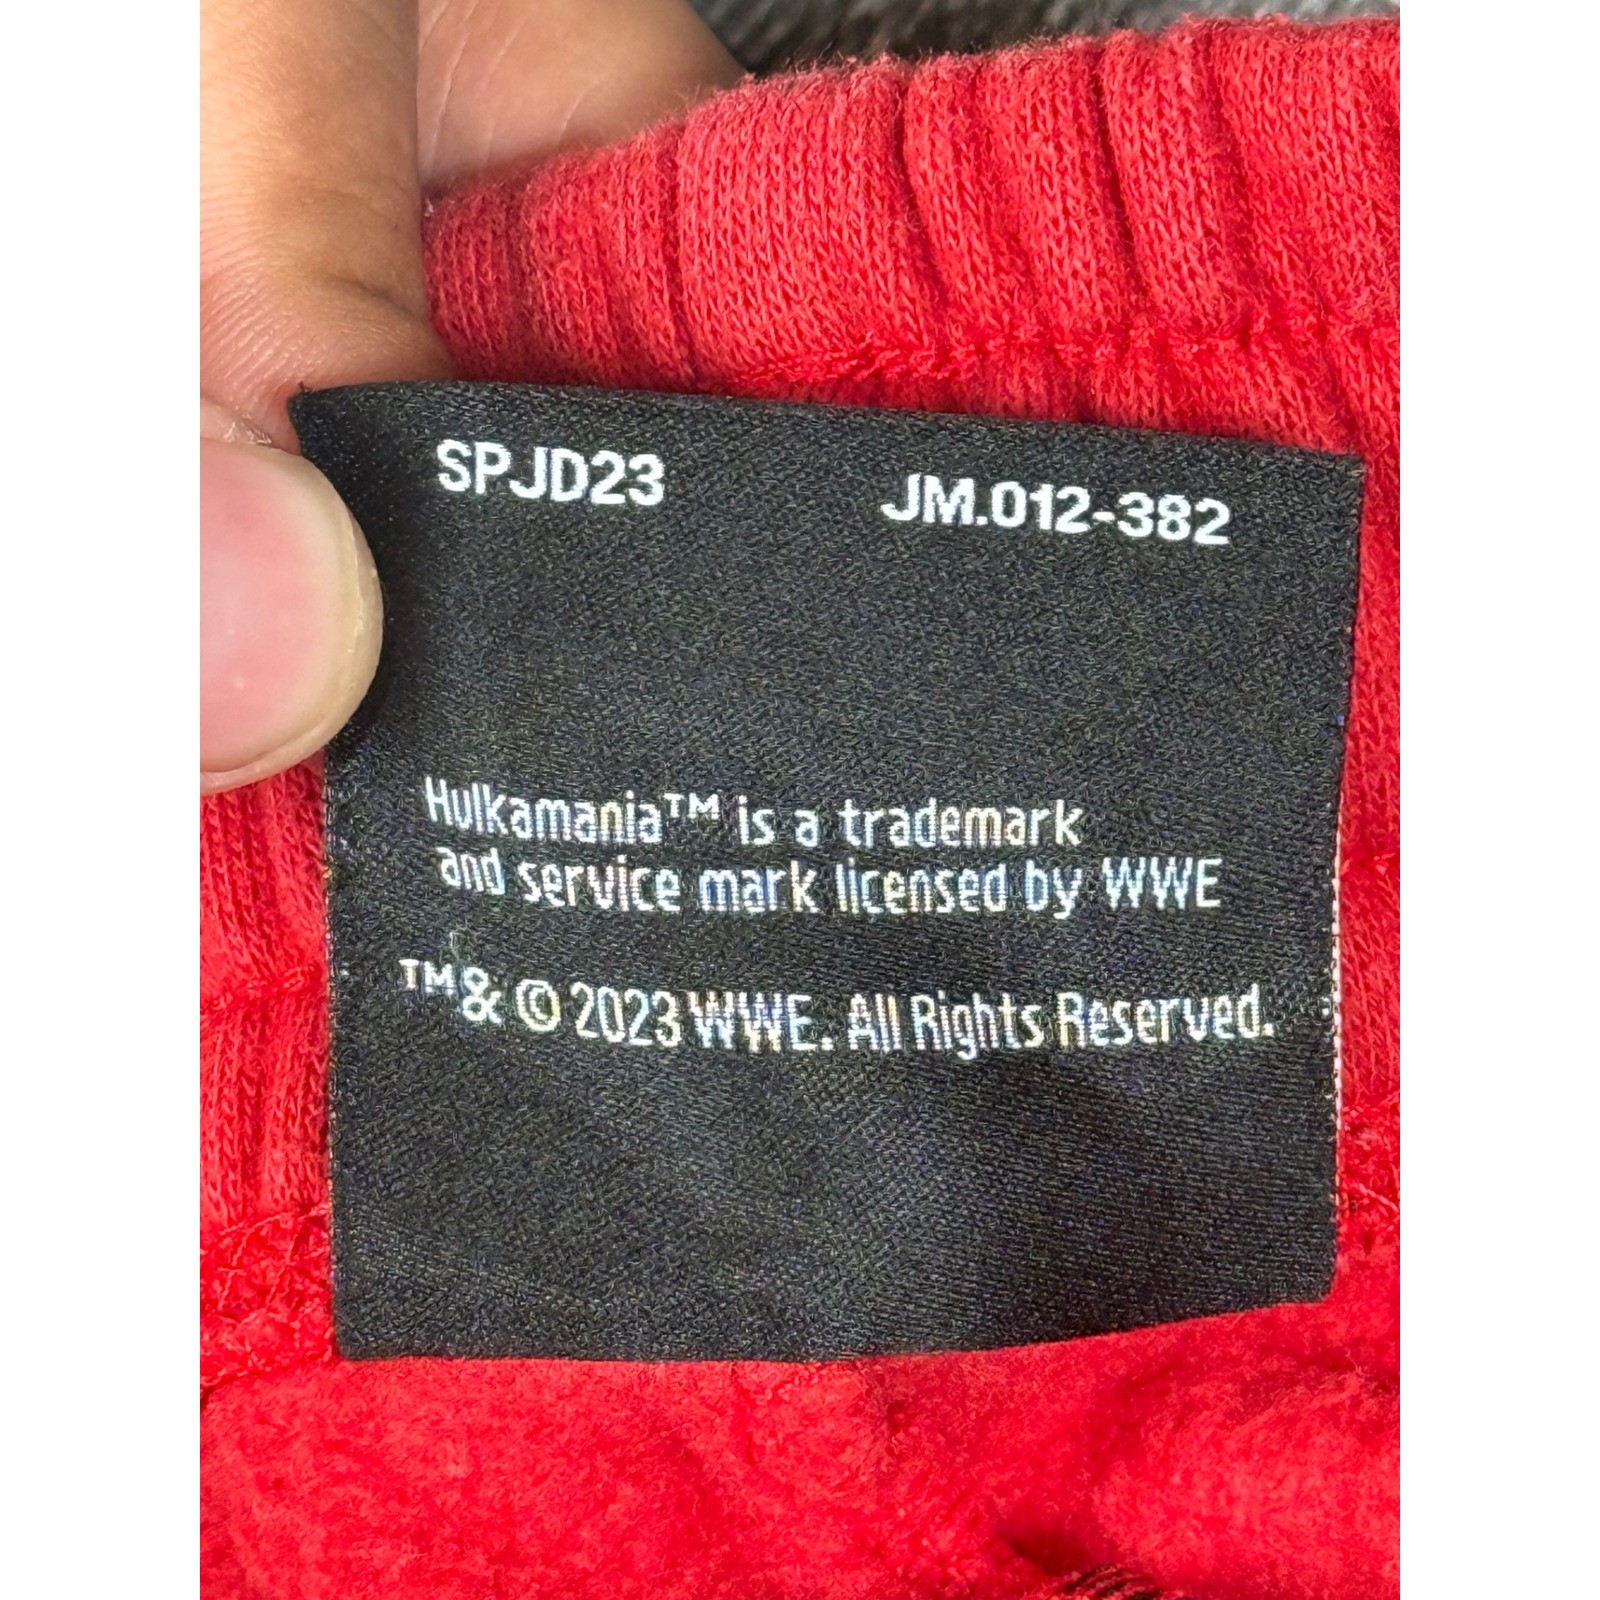 SPJD23 JM.012-382
Hulkamania™ is a trademark
and service mark licensed by WWE
™ & © 2023 WWE. All Rights Reserved.